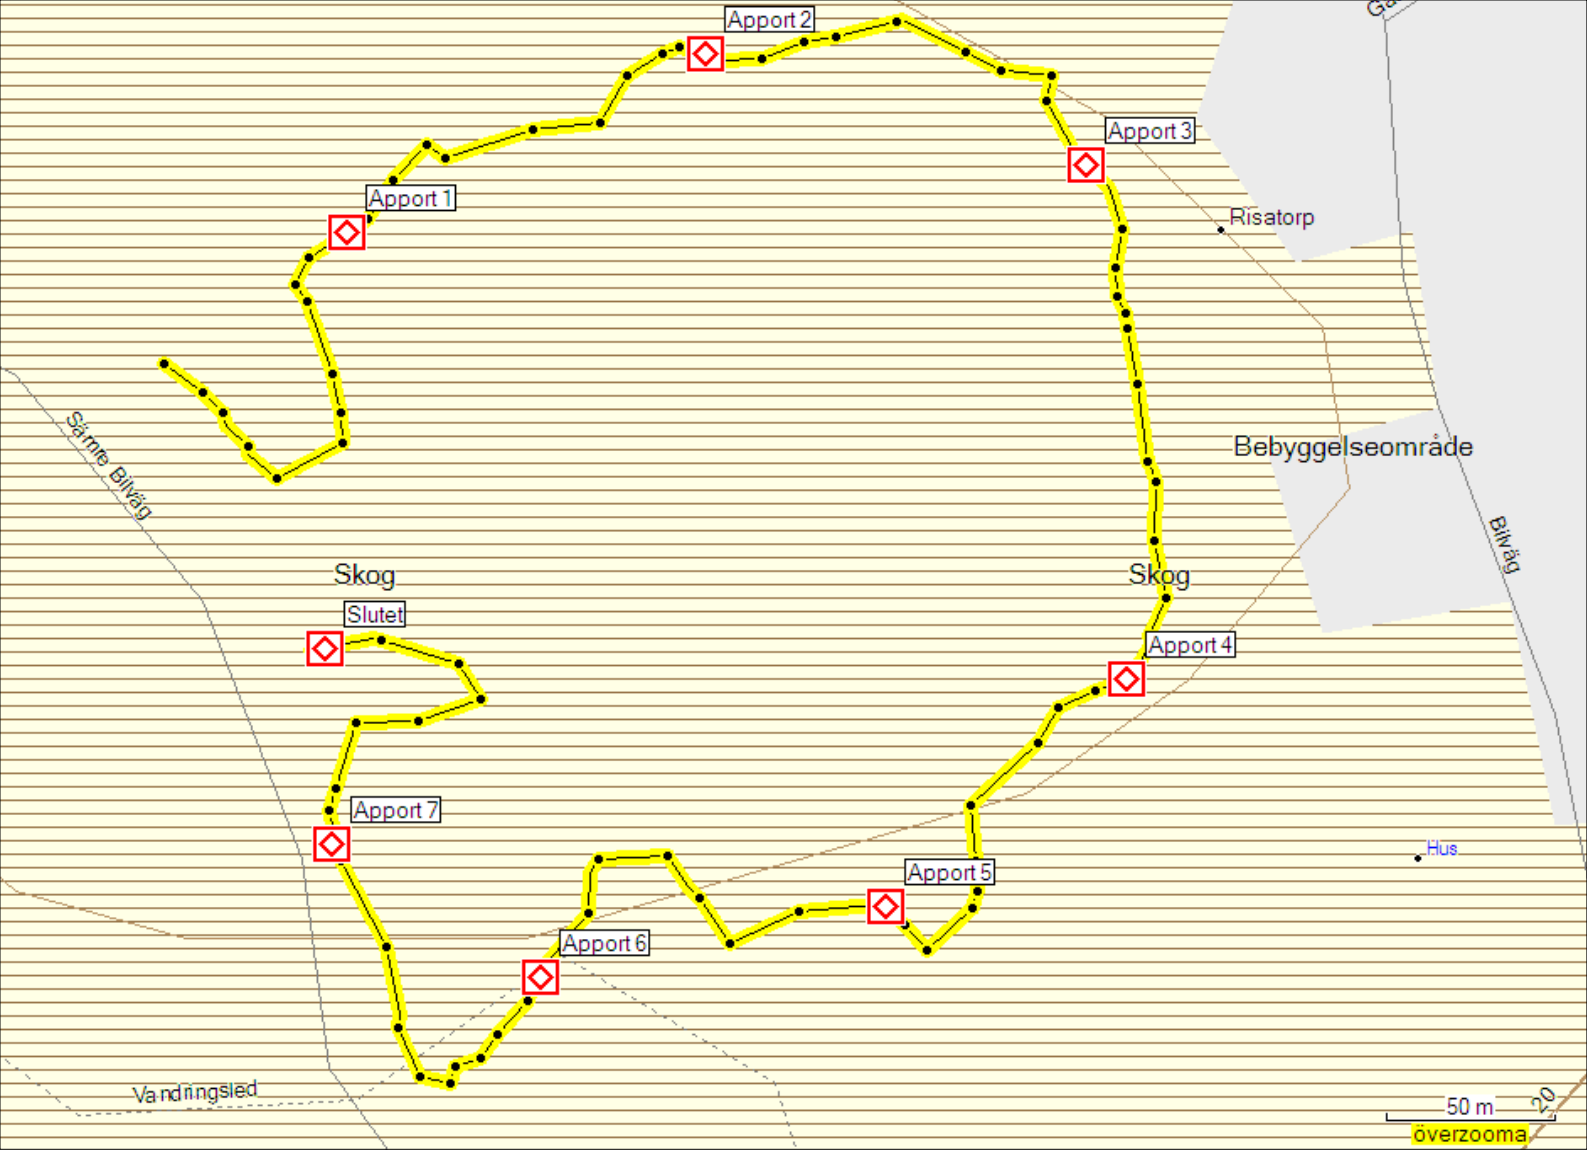 Ga
Apport 2
Apport 3
Apport 1
Risatorp
Sämre Bilväg
Bebyggelseområde
Bilväg
Skog
Skog
Slutet
Apport 4
Apport 7
Hus
Apport 5
Apport 6
Vandringsled
50 m
20
överzooma